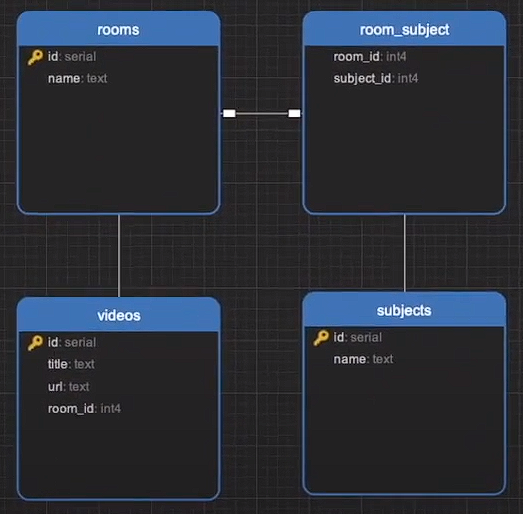 rooms
id: serial
name: text
room_subject
room_id: int4
subject_id: int4
videos
id: serial
title: text
url: text
room_id: int4
subjects
id: serial
name: text